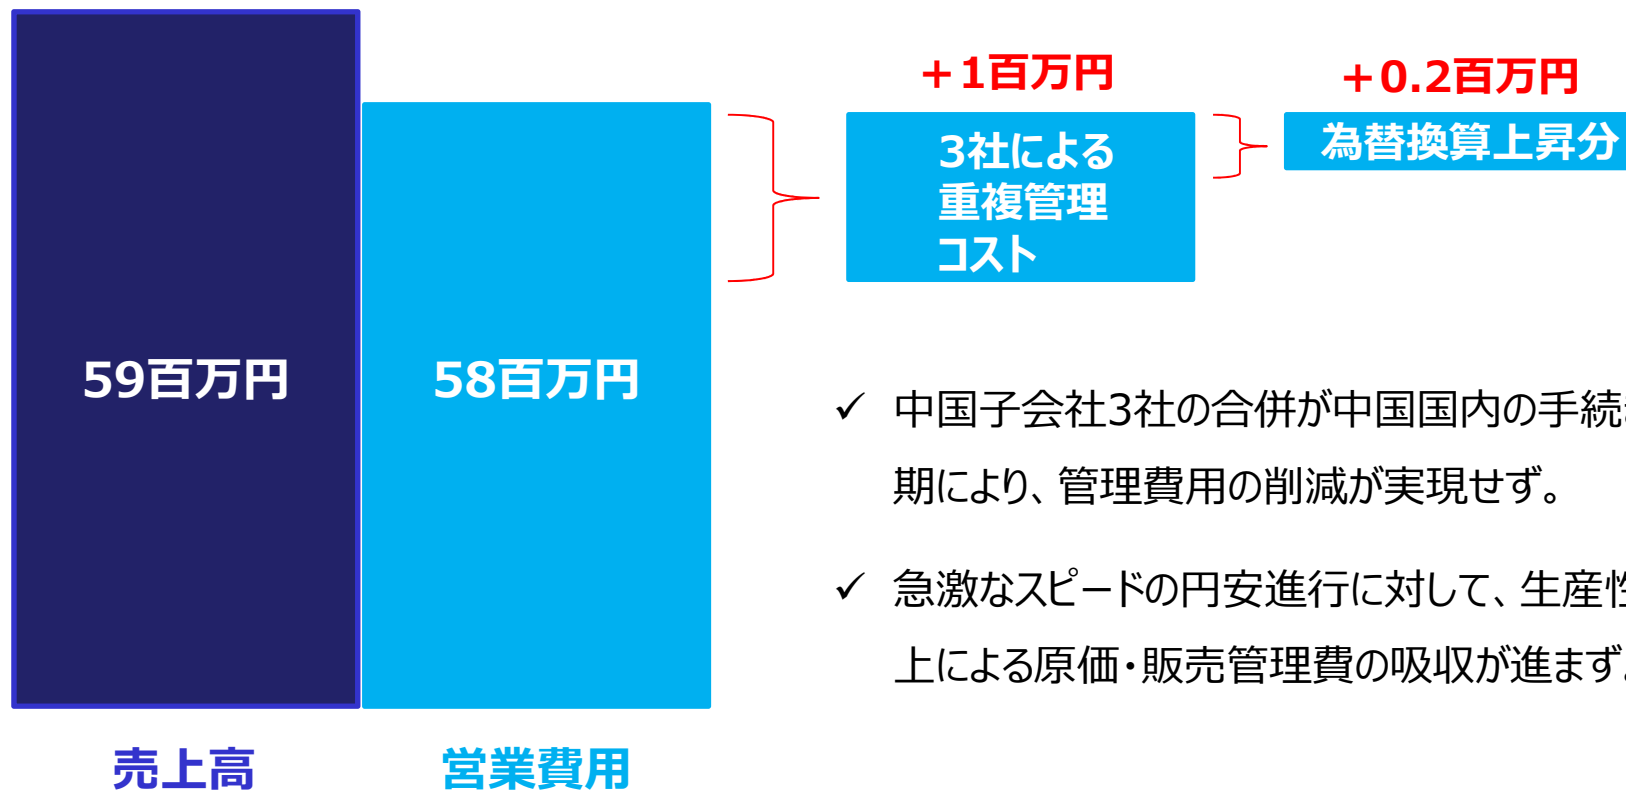 +1百万円
+0.2百万円
3社による
重複管理
コスト
為替換算上昇分
59百万円
58百万円
✓ 中国子会社3社の合併が中国国内の手続
期により、管理費用の削減が実現せず。
✓ 急激なスピードの円安進行に対して、生産性
上による原価・販売管理費の吸収が進まず。
売上高
営業費用